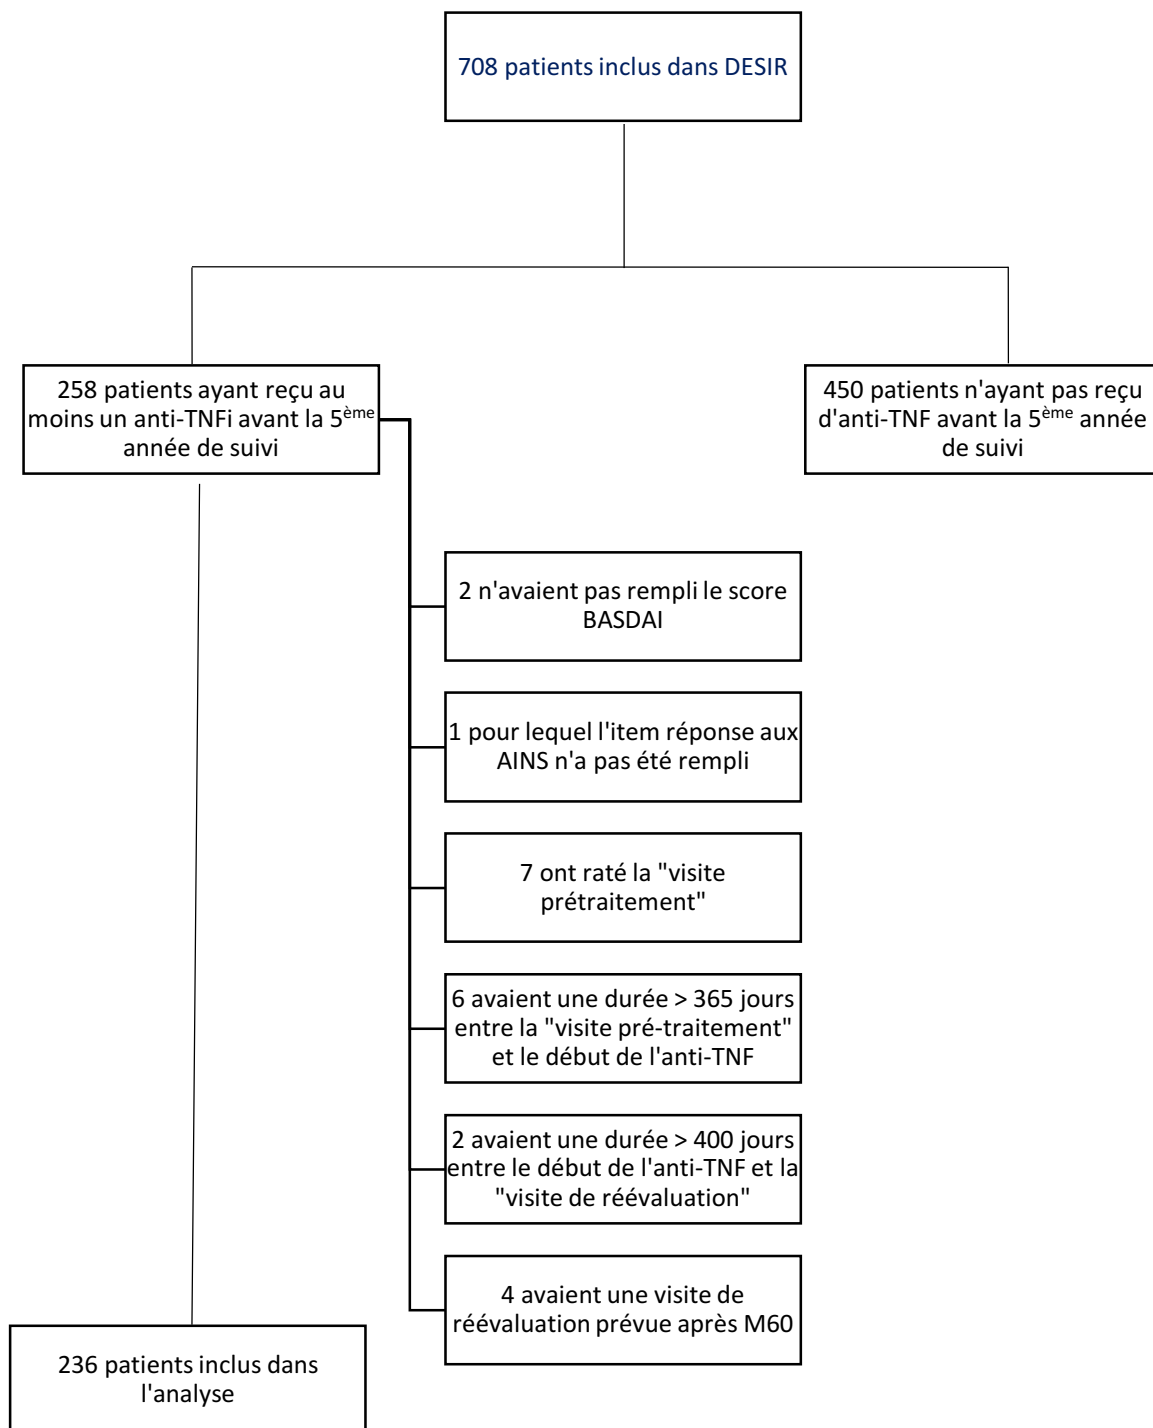 708 patients inclus dans DESIR
258 patients ayant reçu au
moins un anti-TNFi avant la 5ème
année de suivi
450 patients n'ayant pas reçu
d'anti-TNF avant la 5ème année
de suivi
2 n'avaient pas rempli le score
BASDAI
1 pour lequel l'item réponse aux
AINS n'a pas été rempli
7 ont raté la "visite
prétraitement"
6 avaient une durée > 365 jours
entre la "visite pré-traitement"
et le début de l'anti-TNF
2 avaient une durée > 400 jours
entre le début de l'anti-TNF et la
"visite de réévaluation"
4 avaient une visite de
réévaluation prévue après M60
236 patients inclus dans
l'analyse